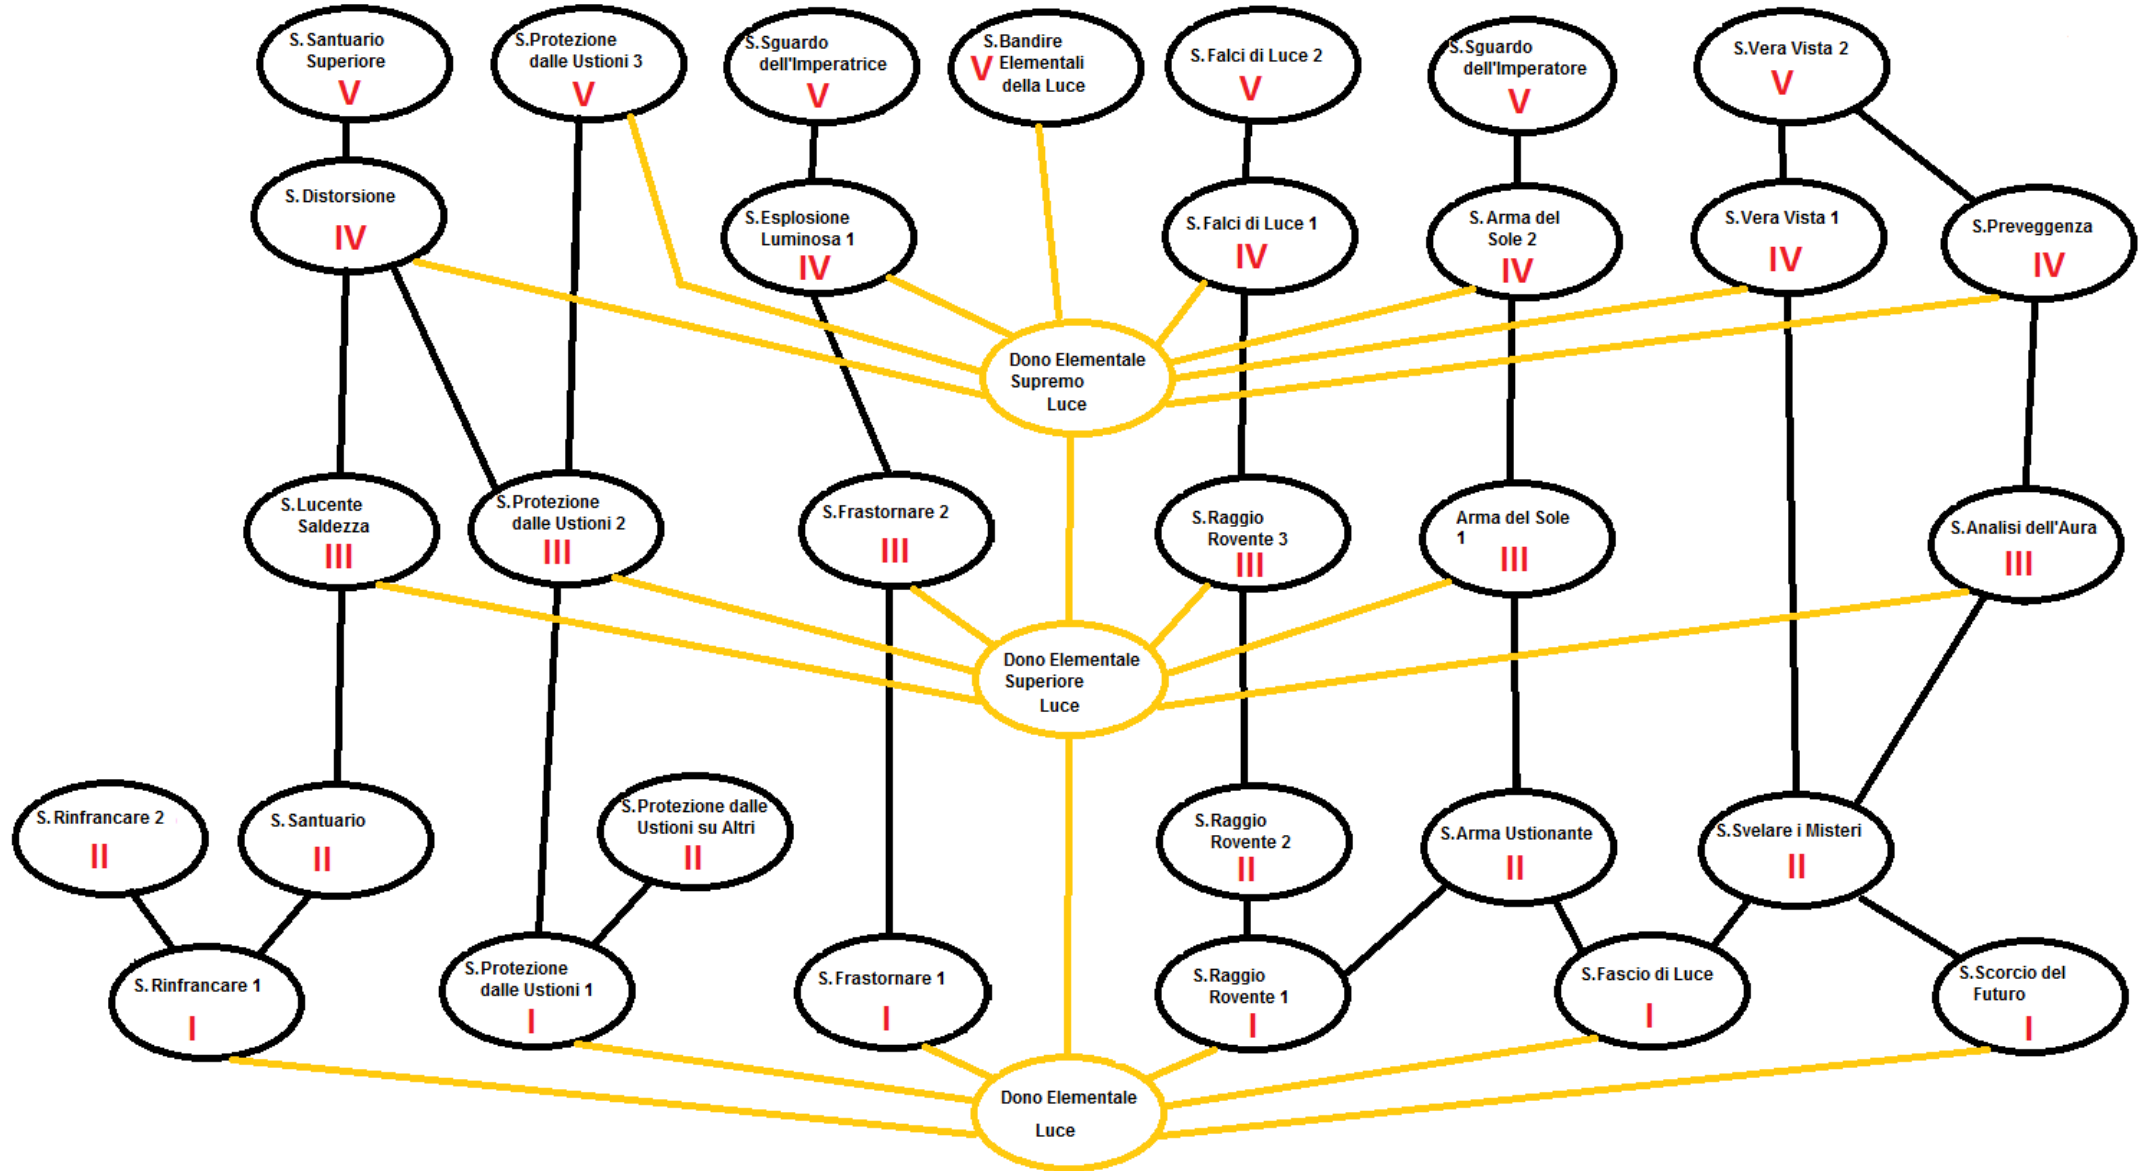 S.Santuario
Superiore
V
S.Protezione
dalle Ustioni 3
V
S.Sguardo
dell'Imperatrice
V
S.Bandire
Elementali
della Luce
V
S.Falci di Luce 2
V
S.Sguardo
dell'Imperatore
V
S.Vera Vista 2
V
S.Distorsione
IV
S.Esplosione
Luminosa 1
IV
S.Falci di Luce 1
IV
S.Arma del
Sole 2
IV
S.Vera Vista 1
IV
S.Preveggenza
IV
Dono Elementale
Supremo
Luce
S.Lucente
Saldezza
III
S.Protezione
dalle Ustioni 2
III
S.Frastornare 2
III
S.Raggio
Rovente 3
III
Arma del Sole
1
III
S.Analisi dell'Aura
III
Dono Elementale
Superiore
Luce
S.Rinfrancare 2
II
S.Santuario
II
S.Protezione dalle
Ustioni su Altri
II
S.Raggio
Rovente 2
II
S.Arma Ustionante
II
S.Svelare i Misteri
II
S.Rinfrancare 1
I
S.Protezione
dalle Ustioni 1
I
S.Frastornare 1
I
S.Raggio
Rovente 1
I
S.Fascio di Luce
I
S.Scorcio del
Futuro
I
Dono Elementale
Luce